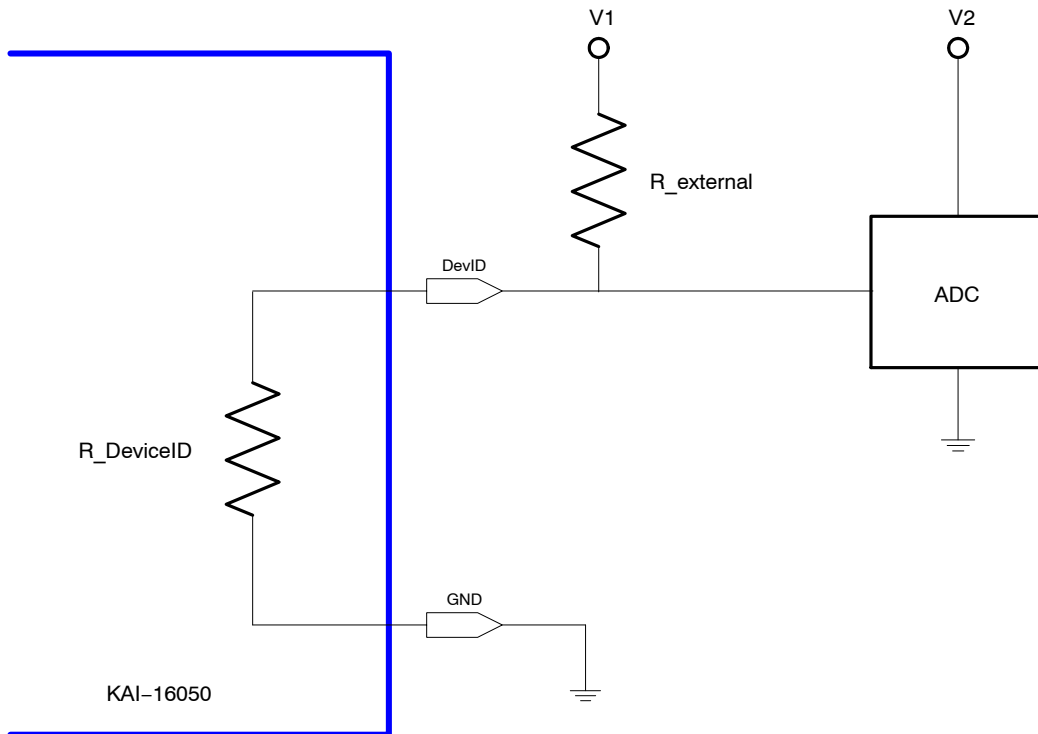 V1
V2
R_external
DevID
ADC
R_DeviceID
GND
KAI−16050